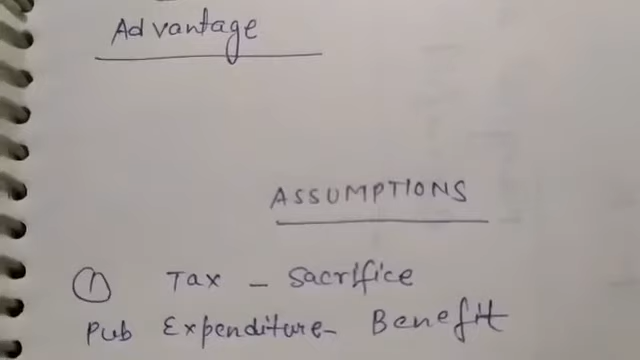 Advantage
ASSUMPTIONS
① Tax - Sacrifice
Pub Expenditure- Benefit